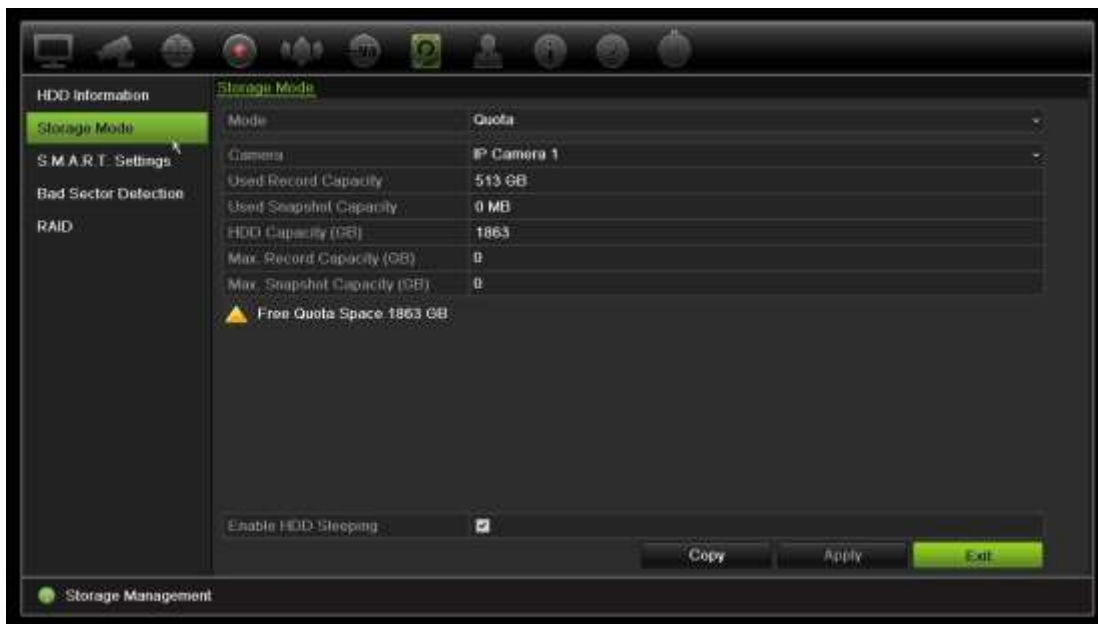 HDD Information
Storage Mode
S.M.A.R.T. Settings
Bad Sector Detection
RAID
Storage Mode
Mode Quota
Camera IP Camera 1
Used Record Capacity 513 GB
Used Snapshot Capacity 0 MB
HDD Capacity (GB) 1863
Max. Record Capacity (GB) 0
Max. Snapshot Capacity (GB) 0
Free Quota Space 1863 GB
Enable HDD Sleeping
Copy Apply Exit
Storage Management